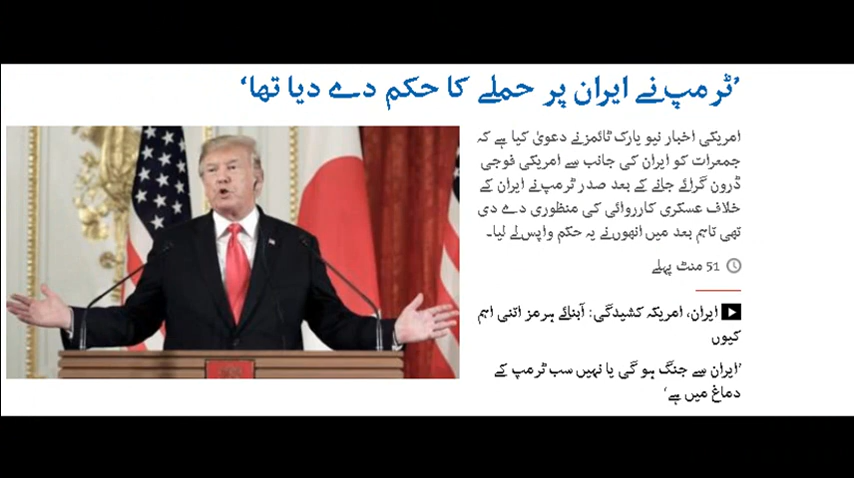 ’ٹرمپ نے ایران پر حملے کا حکم دے دیا تھا‘
امریکی اخبار نیو یارک ٹائمز نے دعویٰ کیا ہے کہ
جمعرات کو ایران کی جانب سے امریکی فوجی
ڈرون گرائے جانے کے بعد صدر ٹرمپ نے ایران کے
خلاف عسکری کارروائی کی منظوری دے دی
تھی تاہم بعد میں انھوں نے یہ حکم واپس لے لیا۔
51 منٹ پہلے
ایران، امریکہ کشیدگی: آبنائے ہرمز اتنی اہم
کیوں
’ایران سے جنگ ہو گی یا نہیں سب ٹرمپ کے
دماغ میں ہے‘